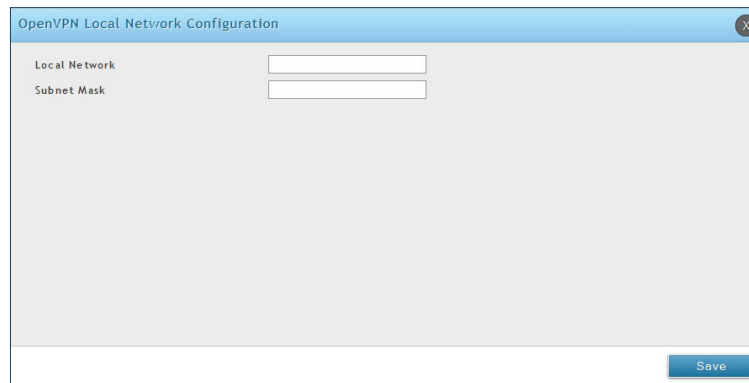 OpenVPN Local Network Configuration
X
Local Network
Subnet Mask
Save